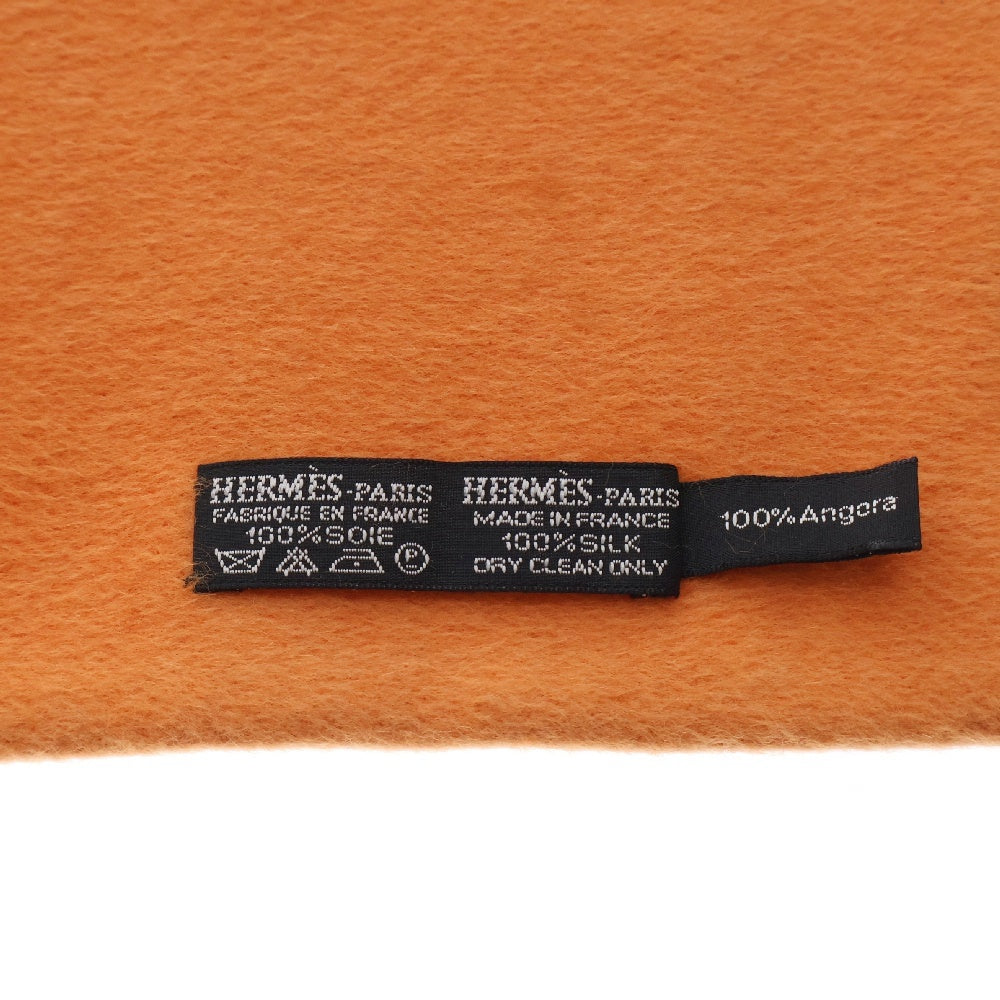 HERMÈS-PARIS
FABRIQUE EN FRANCE
100%SOIE
P
HERMÈS-PARIS
MADE IN FRANCE
100%SILK
DRY CLEAN ONLY
100%Angora